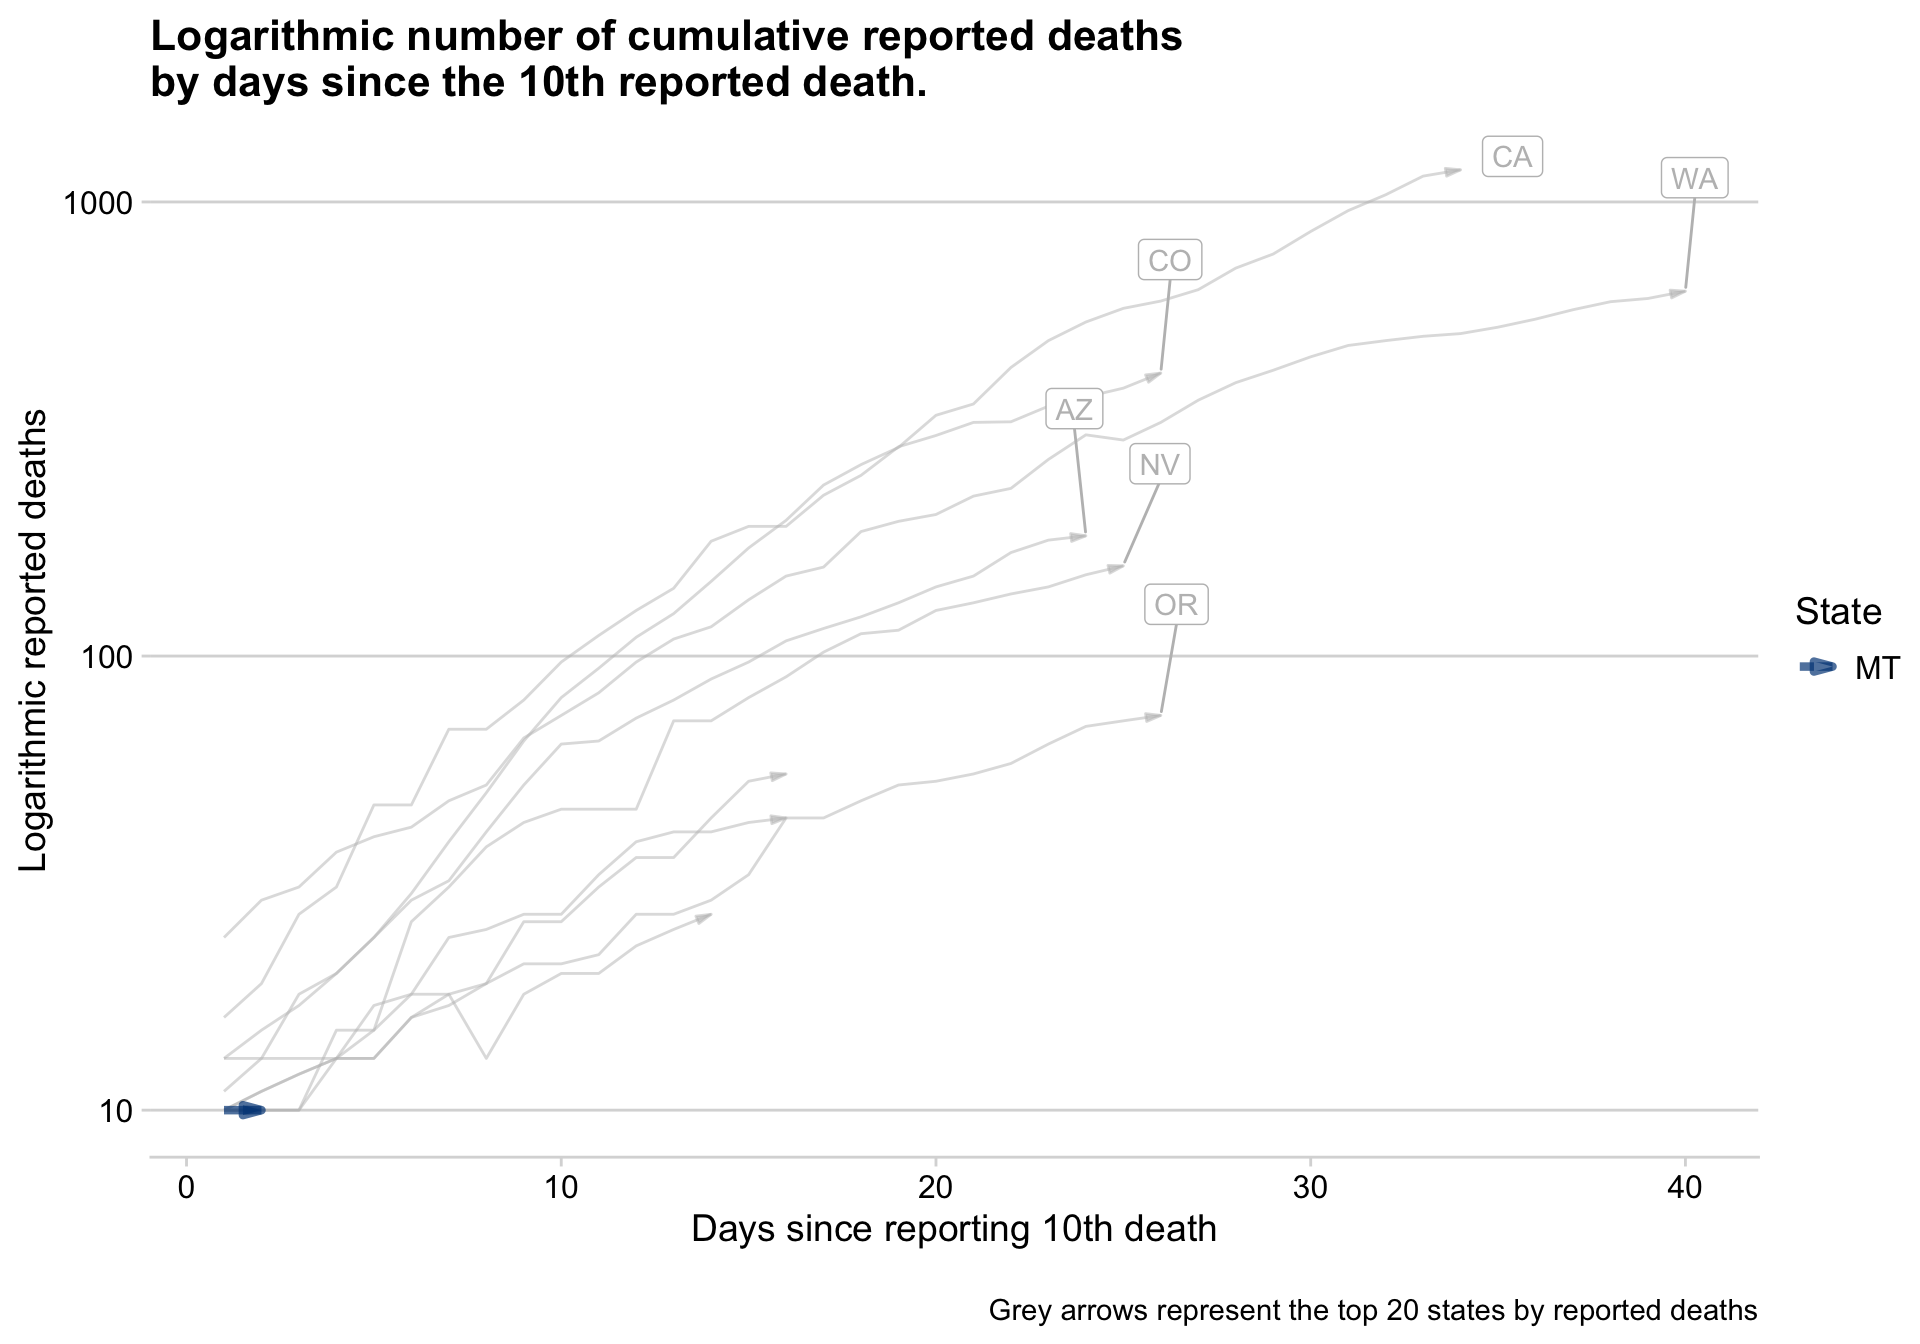 Logarithmic number of cumulative reported deaths
by days since the 10th reported death.
CA
WA
1000
CO
AZ
NV
OR
100
10
Logarithmic reported deaths
State
MT
0 10 20 30 40
Days since reporting 10th death
Grey arrows represent the top 20 states by reported deaths